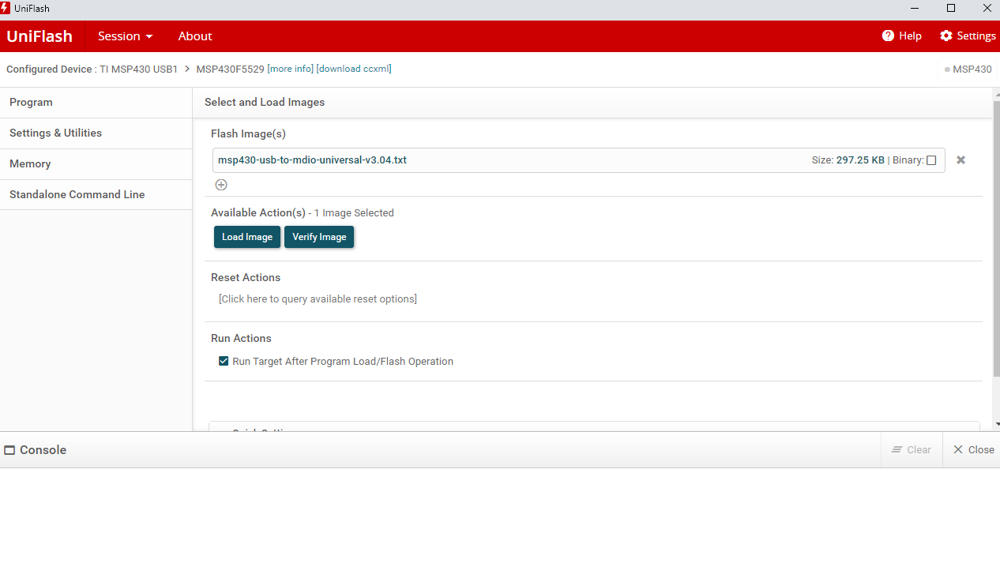 UniFlash
UniFlash Session About Help Settings
Configured Device : TI MSP430 USB1 > MSP430F5529 [more info] [download ccxml] MSP430
Program
Settings & Utilities
Memory
Standalone Command Line
Select and Load Images
Flash Image(s)
msp430-usb-to-mdio-universal-v3.04.txt Size: 297.25 KB | Binary:
Available Action(s) - 1 Image Selected
Load Image Verify Image
Reset Actions
[Click here to query available reset options]
Run Actions
Run Target After Program Load/Flash Operation
Console Clear Close